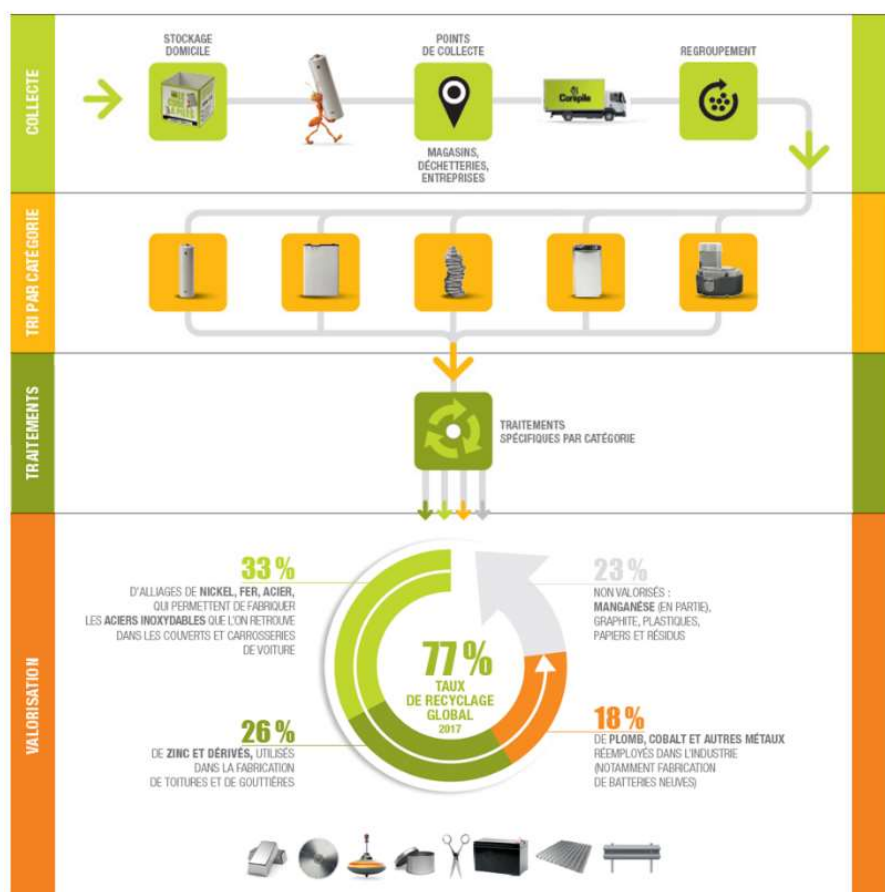 COLLECTE
STOCKAGE
DOMICILE
POINTS
DE COLLECTE
MAGASINS,
DÉCHETTERIES,
ENTREPRISES
Corepile
REGROUPEMENT
TRI PAR CATÉGORIE
TRAITEMENTS
TRAITEMENTS
SPÉCIFIQUES PAR CATÉGORIE
VALORISATION
33 %
D'ALLIAGES DE NICKEL, FER, ACIER,
QUI PERMETTENT DE FABRIQUER
LES ACIERS INOXYDABLES QUE L'ON RETROUVE
DANS LES COUVERTS ET CARROSSERIES
DE VOITURE
23 %
NON VALORISÉS :
MANGANÈSE (EN PARTIE),
GRAPHITE, PLASTIQUES,
PAPIERS ET RÉSIDUS
77 %
TAUX
DE RECYCLAGE
GLOBAL
2017
26 %
DE ZINC ET DÉRIVÉS, UTILISÉS
DANS LA FABRICATION
DE TOITURES ET DE GOUTTIÈRES
18 %
DE PLOMB, COBALT ET AUTRES MÉTAUX
RÉEMPLOYÉS DANS L'INDUSTRIE
(NOTAMMENT FABRICATION
DE BATTERIES NEUVES)